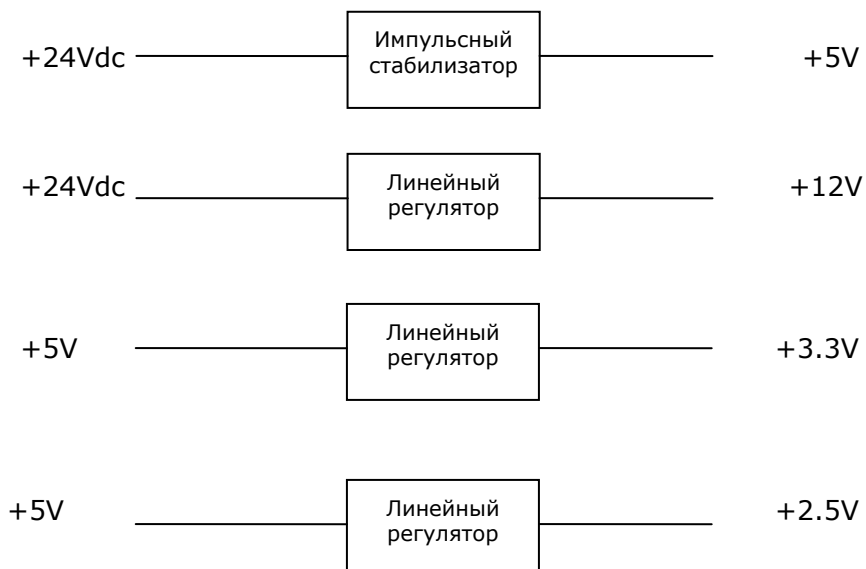 +24Vdc
Импульсный
стабилизатор
+5V
+24Vdc
Линейный
регулятор
+12V
+5V
Линейный
регулятор
+3.3V
+5V
Линейный
регулятор
+2.5V